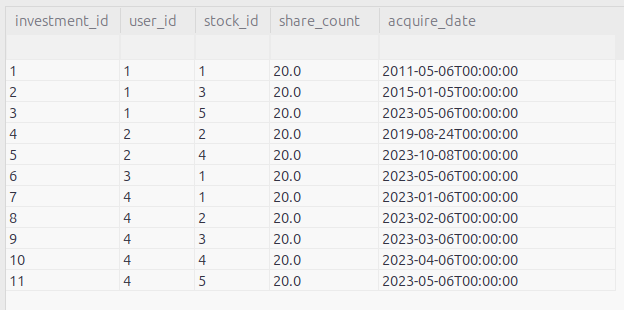 investment_id user_id stock_id share_count acquire_date
1 1 1 20.0 2011-05-06T00:00:00
2 1 3 20.0 2015-01-05T00:00:00
3 1 5 20.0 2023-05-06T00:00:00
4 2 2 20.0 2019-08-24T00:00:00
5 2 4 20.0 2023-10-08T00:00:00
6 3 1 20.0 2023-05-06T00:00:00
7 4 1 20.0 2023-01-06T00:00:00
8 4 2 20.0 2023-02-06T00:00:00
9 4 3 20.0 2023-03-06T00:00:00
10 4 4 20.0 2023-04-06T00:00:00
11 4 5 20.0 2023-05-06T00:00:00